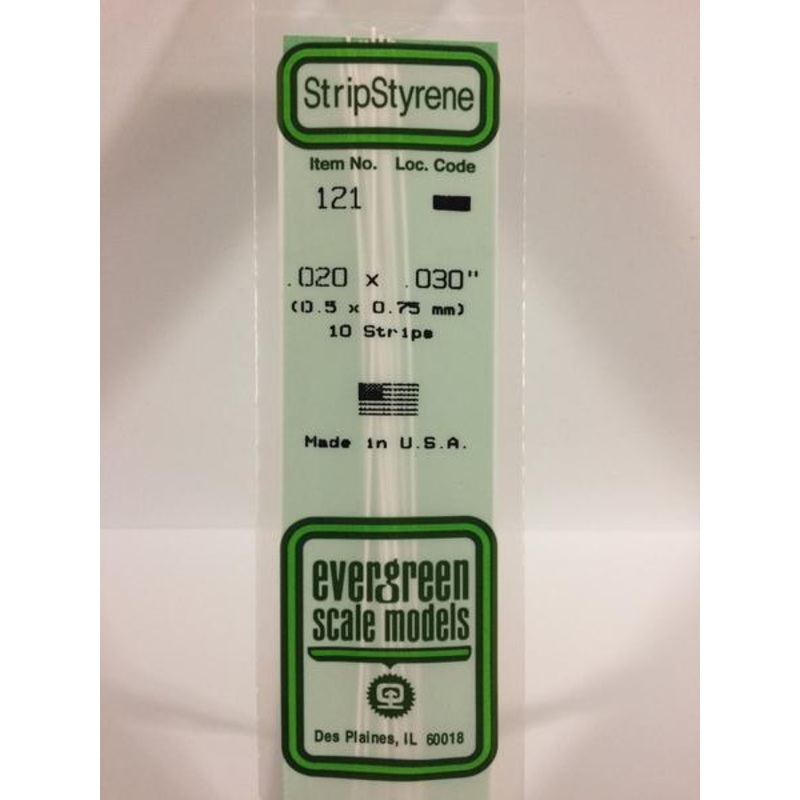 StripStyrene
Item No. Loc. Code
121
.020 x .030"
(0.5 x 0.75 mm)
10 Strips
Made in U.S.A.
evergreen
scale models
Des Plaines, IL 60018